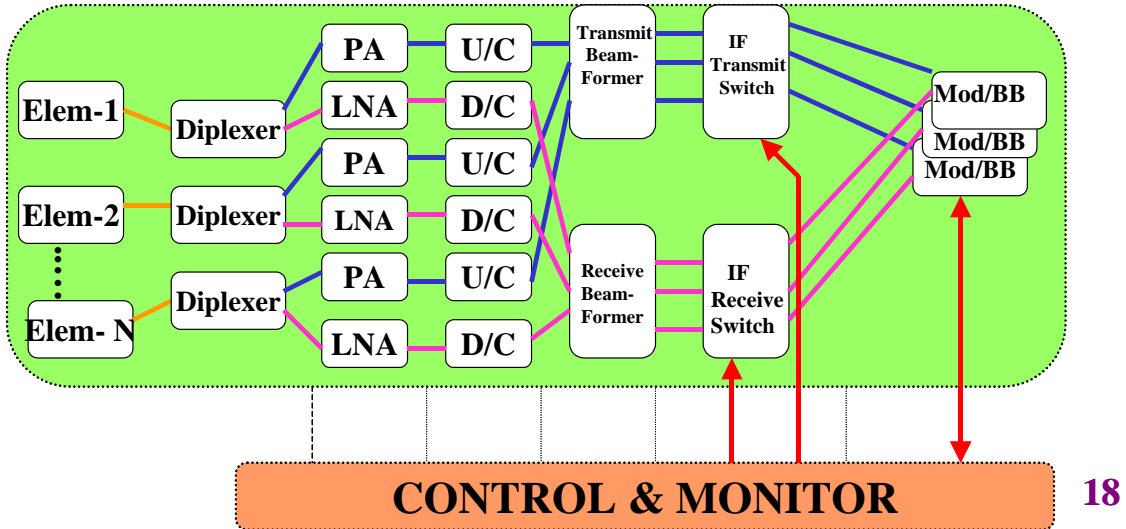 Elem-1
Elem-2
Elem- N
Diplexer
Diplexer
Diplexer
PA
LNA
PA
LNA
PA
LNA
U/C
D/C
U/C
D/C
U/C
D/C
Transmit
Beam-
Former
Receive
Beam-
Former
IF
Transmit
Switch
IF
Receive
Switch
Mod/BB
Mod/BB
Mod/BB
CONTROL & MONITOR
18